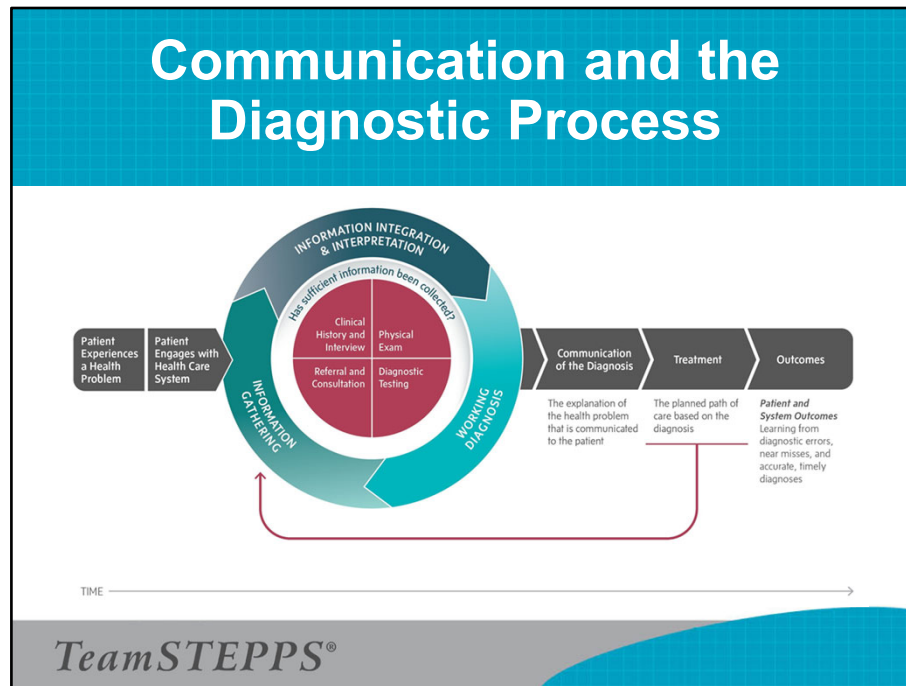 Communication and the
Diagnostic Process
Patient
Experiences
a Health
Problem
Patient
Engages with
Health Care
System
INFORMATION INTEGRATION
& INTERPRETATION
Has sufficient information been collected?
Clinical
History and
Interview
Physical
Exam
Referral and
Consultation
Diagnostic
Testing
INFORMATION
GATHERING
WORKING
DIAGNOSIS
Communication
of the Diagnosis
The explanation of
the health problem
that is communicated
to the patient
Treatment
The planned path of
care based on the
diagnosis
Outcomes
Patient and
System Outcomes
Learning from
diagnostic errors,
near misses, and
accurate, timely
diagnoses
TIME
TeamSTEPPS®